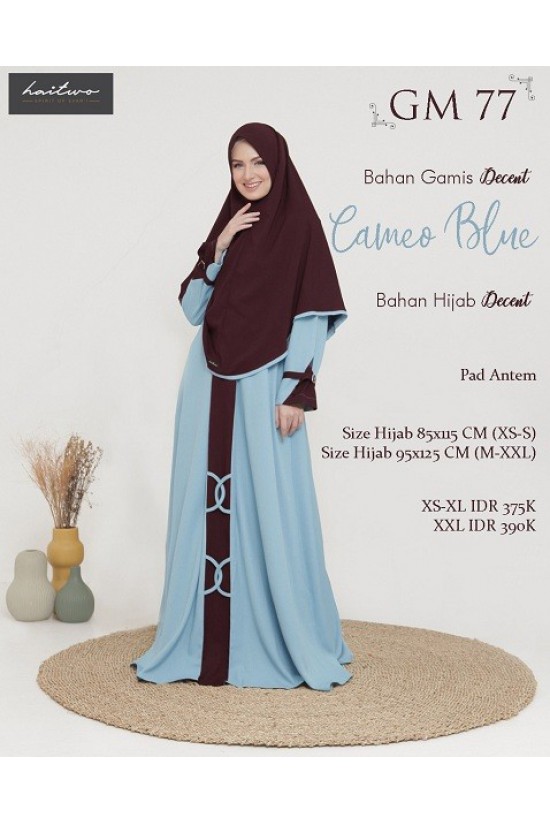 haitwo
GM 77
Bahan Gamis Decent
Cameo Blue
Bahan Hijab Decent
Pad Antem
Size Hijab 85x115 CM (XS-S)
Size Hijab 95x125 CM (M-XXL)
XS-XL IDR 375K
XXL IDR 390K